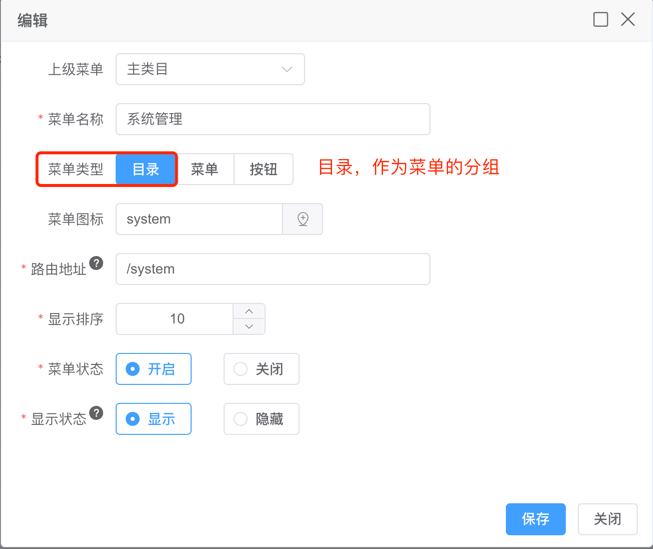 编辑
上级菜单 主类目
* 菜单名称 系统管理
菜单类型 目录 菜单 按钮 目录，作为菜单的分组
菜单图标 system
* 路由地址 ? /system
* 显示排序 10
* 菜单状态 开启 关闭
* 显示状态 ? 显示 隐藏
保存 关闭